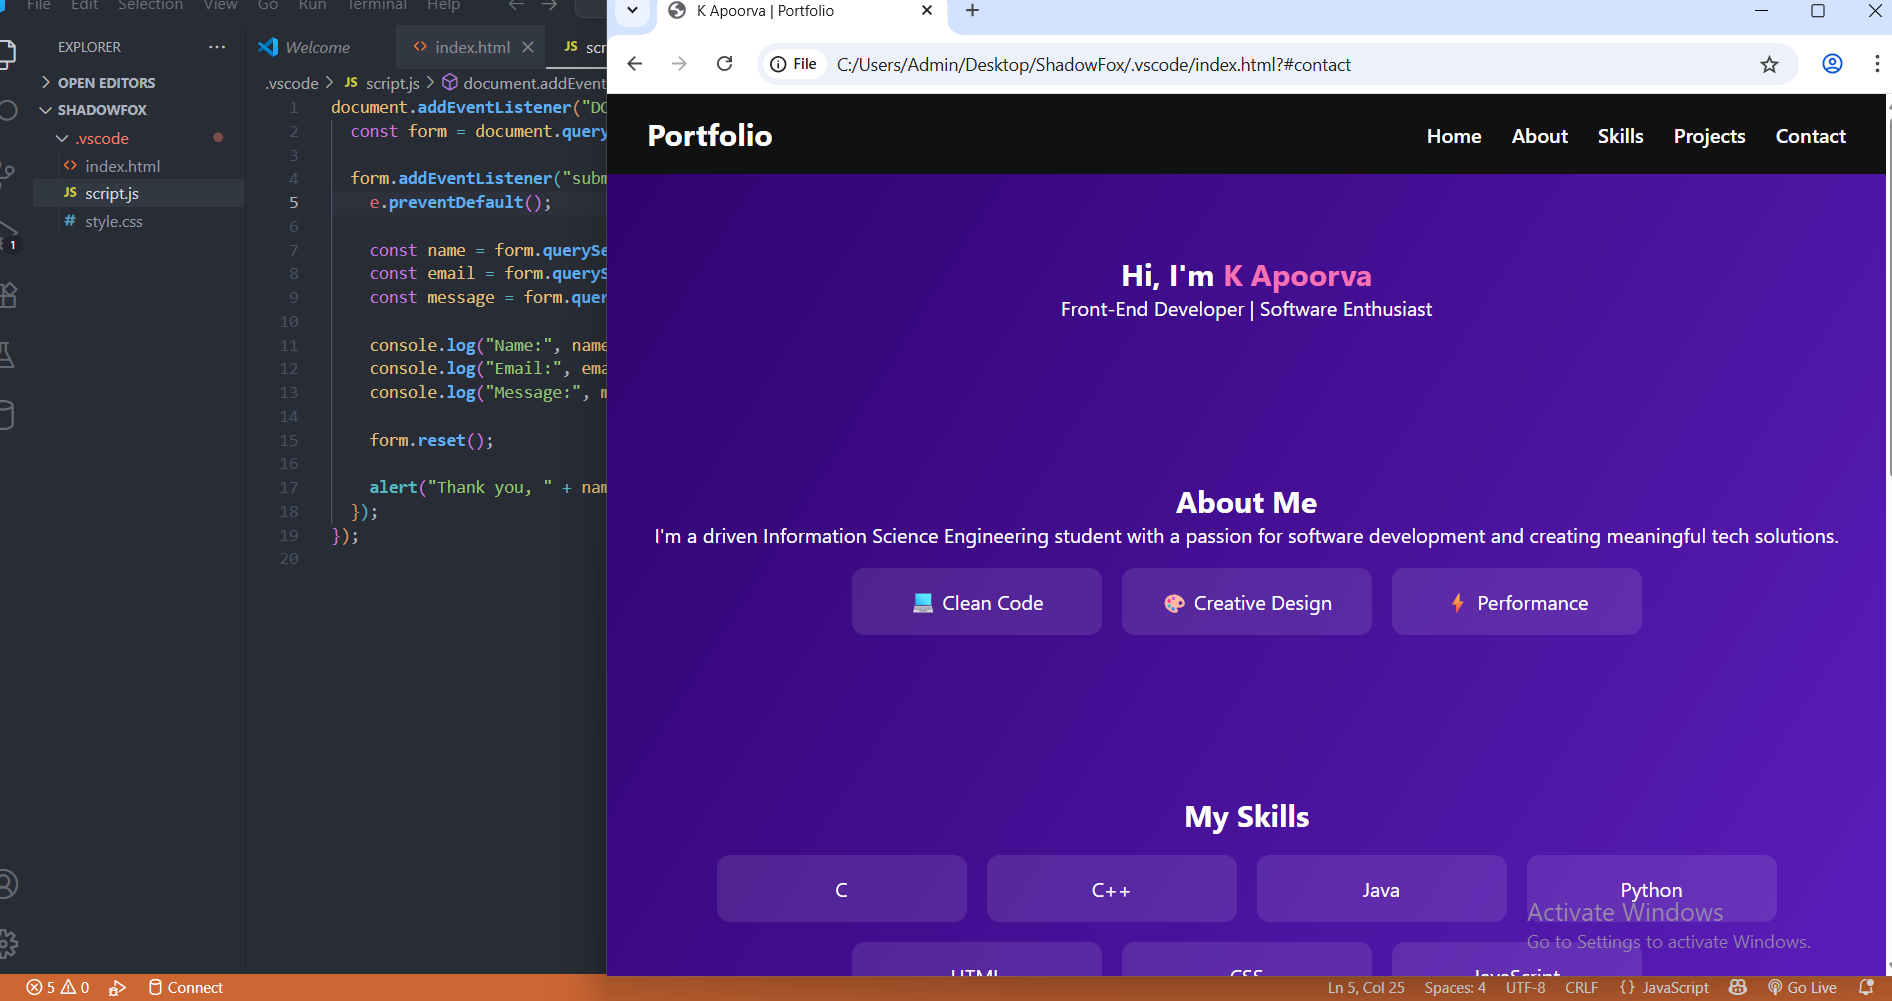 File Edit Selection View Go Run Terminal Help
EXPLORER
OPEN EDITORS
SHADOWFOX
.vscode
index.html
JS script.js
# style.css
1
Welcome
index.html
JS scr
.vscode > JS script.js > document.addEvent
1 document.addEventListener("DO
2 const form = document.query
3
4 form.addEventListener("subm
5 e.preventDefault();
6
7 const name = form.querySe
8 const email = form.queryS
9 const message = form.quer
10
11 console.log("Name:", name
12 console.log("Email:", ema
13 console.log("Message:", m
14
15 form.reset();
16
17 alert("Thank you, " + nam
18 });
19 });
20
K Apoorva | Portfolio
File C:/Users/Admin/Desktop/ShadowFox/.vscode/index.html?#contact
Portfolio
Home About Skills Projects Contact
Hi, I'm K Apoorva
Front-End Developer | Software Enthusiast
About Me
I'm a driven Information Science Engineering student with a passion for software development and creating meaningful tech solutions.
Clean Code Creative Design Performance
My Skills
C C++ Java Python
HTML CSS JavaScript
Activate Windows
Go to Settings to activate Windows.
5 0 Connect
Ln 5, Col 25 Spaces: 4 UTF-8 CRLF {} JavaScript Go Live